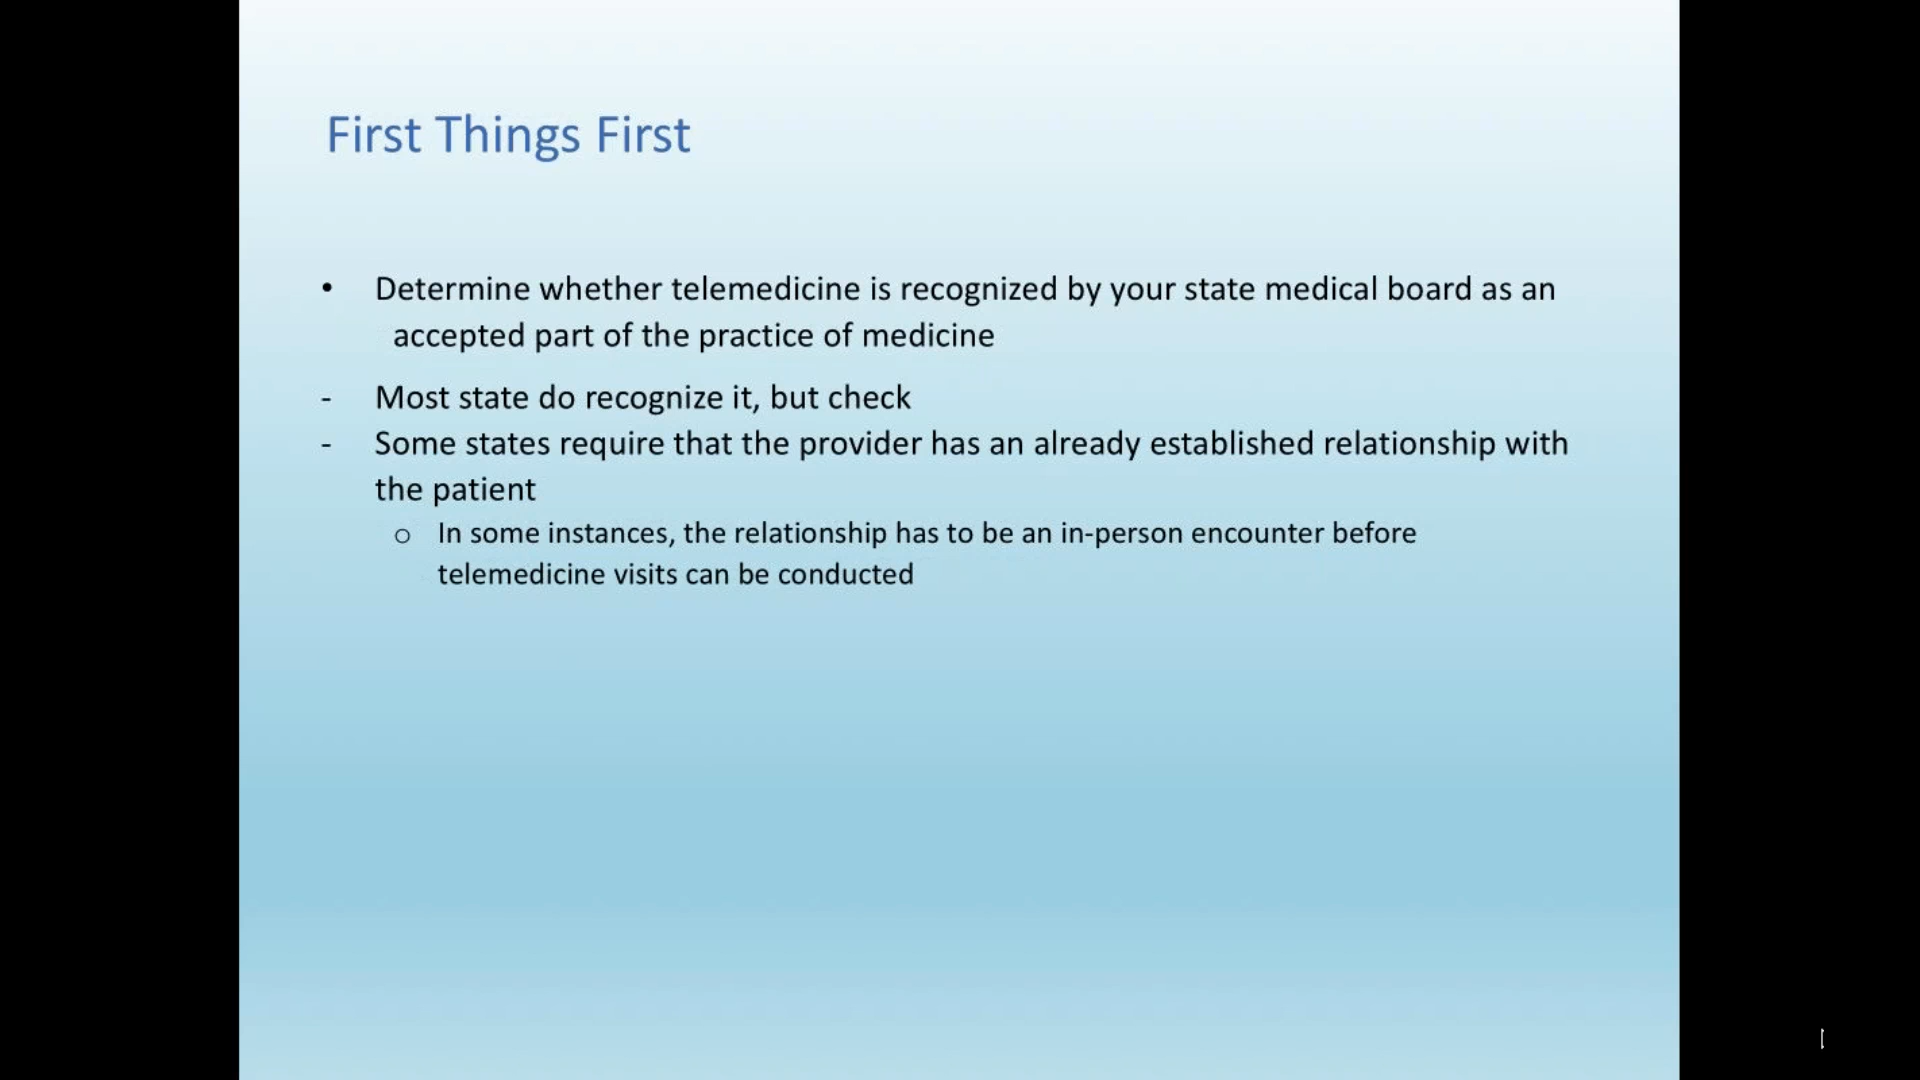 First Things First
• Determine whether telemedicine is recognized by your state medical board as an
accepted part of the practice of medicine
- Most state do recognize it, but check
- Some states require that the provider has an already established relationship with
the patient
o In some instances, the relationship has to be an in-person encounter before
telemedicine visits can be conducted